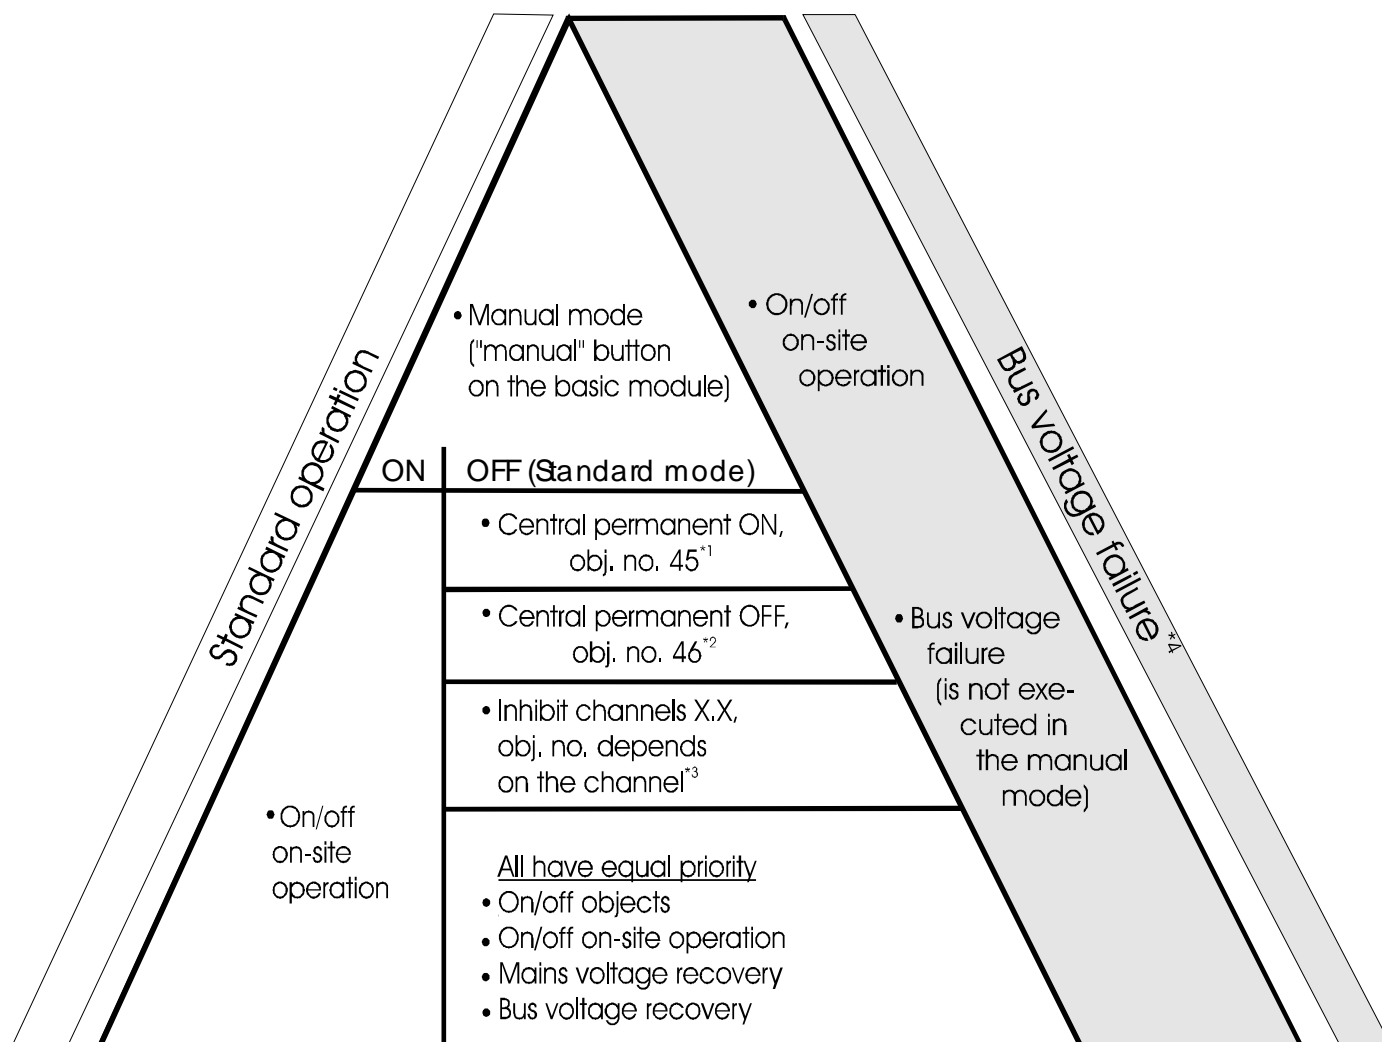 Standard operation
• Manual mode
("manual" button
on the basic module)
ON
OFF (Standard mode)
• Central permanent ON,
obj. no. 45*1
• Central permanent OFF,
obj. no. 46*2
• Inhibit channels X.X,
obj. no. depends
on the channel*3
• On/off
on-site
operation
All have equal priority
• On/off objects
• On/off on-site operation
• Mains voltage recovery
• Bus voltage recovery
• On/off
on-site
operation
• Bus voltage
failure
(is not exe-
cuted in
the manual
mode)
Bus voltage failure*4